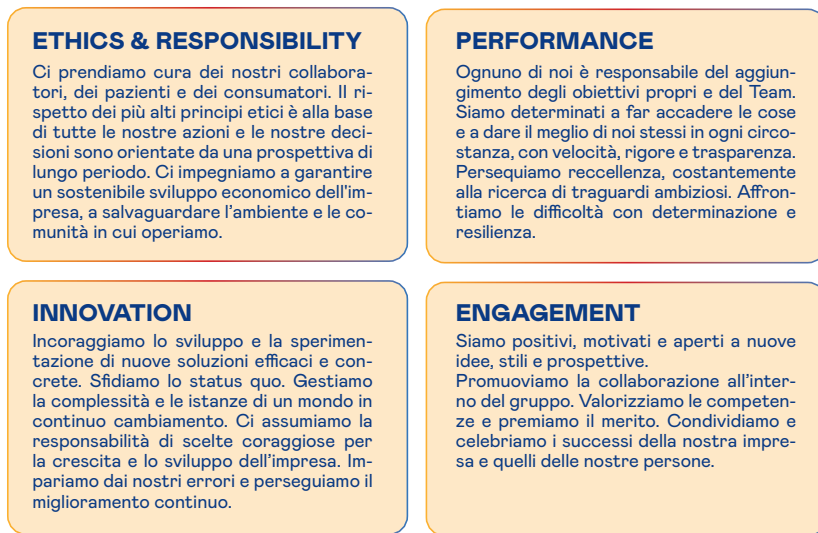 ETHICS & RESPONSIBILITY
Ci prendiamo cura dei nostri collabora-
tori, dei pazienti e dei consumatori. Il ri-
spetto dei più alti principi etici è alla base
di tutte le nostre azioni e le nostre deci-
sioni sono orientate da una prospettiva di
lungo periodo. Ci impegniamo a garantire
un sostenibile sviluppo economico dell'im-
presa, a salvaguardare l’ambiente e le co-
munità in cui operiamo.
PERFORMANCE
Ognuno di noi è responsabile del aggiun-
gimento degli obiettivi propri e del Team.
Siamo determinati a far accadere le cose
e a dare il meglio di noi stessi in ogni circo-
stanza, con velocità, rigore e trasparenza.
Persequiamo reccellenza, costantemente
alla ricerca di traguardi ambiziosi. Affron-
tiamo le difficoltà con determinazione e
resilienza.
INNOVATION
Incoraggiamo lo sviluppo e la sperimen-
tazione di nuove soluzioni efficaci e con-
crete. Sfidiamo lo status quo. Gestiamo
la complessità e le istanze di un mondo in
continuo cambiamento. Ci assumiamo la
responsabilità di scelte coraggiose per
la crescita e lo sviluppo dell’impresa. Im-
pariamo dai nostri errori e perseguiamo il
miglioramento continuo.
ENGAGEMENT
Siamo positivi, motivati e aperti a nuove
idee, stili e prospettive.
Promuoviamo la collaborazione all’inter-
no del gruppo. Valorizziamo le competen-
ze e premiamo il merito. Condividiamo e
celebriamo i successi della nostra impre-
sa e quelli delle nostre persone.